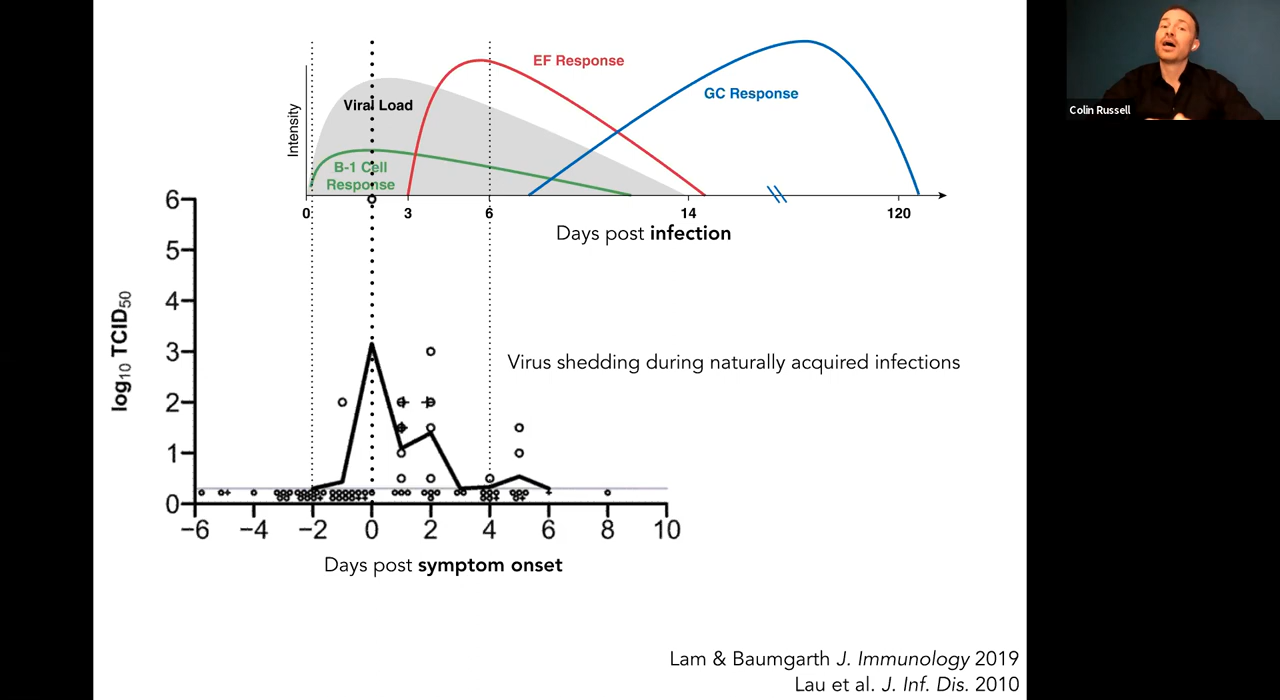 Colin Russell
EF Response
GC Response
Viral Load
B-1 Cell
Response
Intensity
0 3 6 14 120
Days post infection
6
5
4
3
2
1
0
log10 TCID50
Virus shedding during naturally acquired infections
−6 −4 −2 0 2 4 6 8 10
Days post symptom onset
Lam & Baumgarth J. Immunology 2019
Lau et al. J. Inf. Dis. 2010